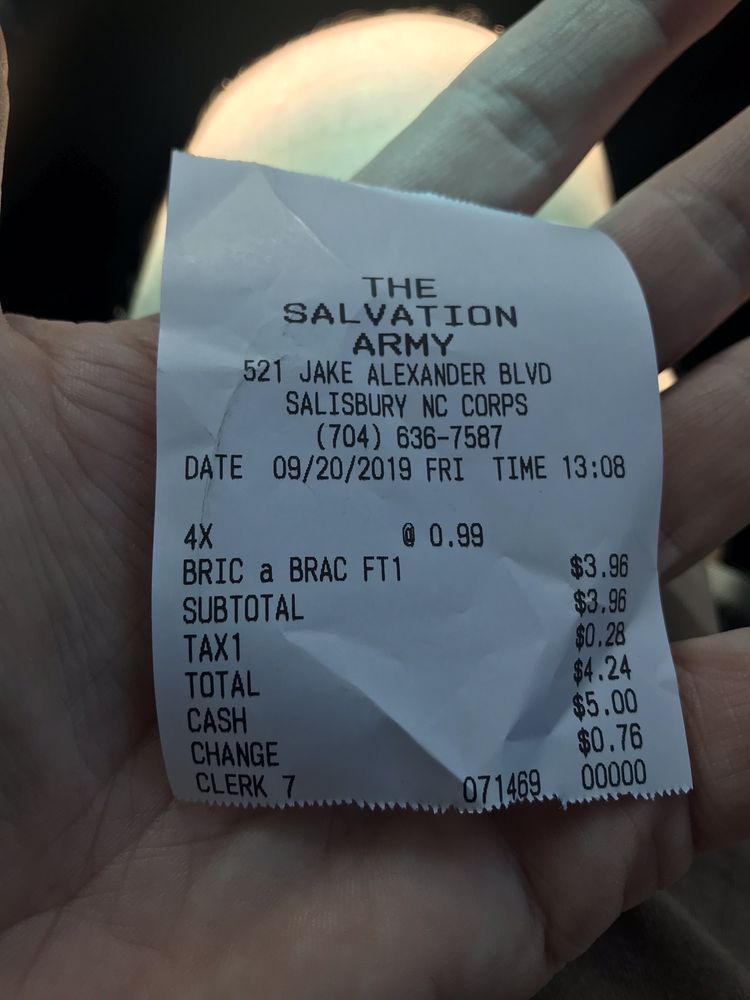 THE
SALVATION
ARMY
521 JAKE ALEXANDER BLVD
SALISBURY NC CORPS
(704) 636-7587
DATE 09/20/2019 FRI TIME 13:08
4X @ 0.99
BRIC a BRAC FT1 $3.96
SUBTOTAL $3.96
TAX1 $0.28
TOTAL $4.24
CASH $5.00
CHANGE $0.76
CLERK 7 071469 00000